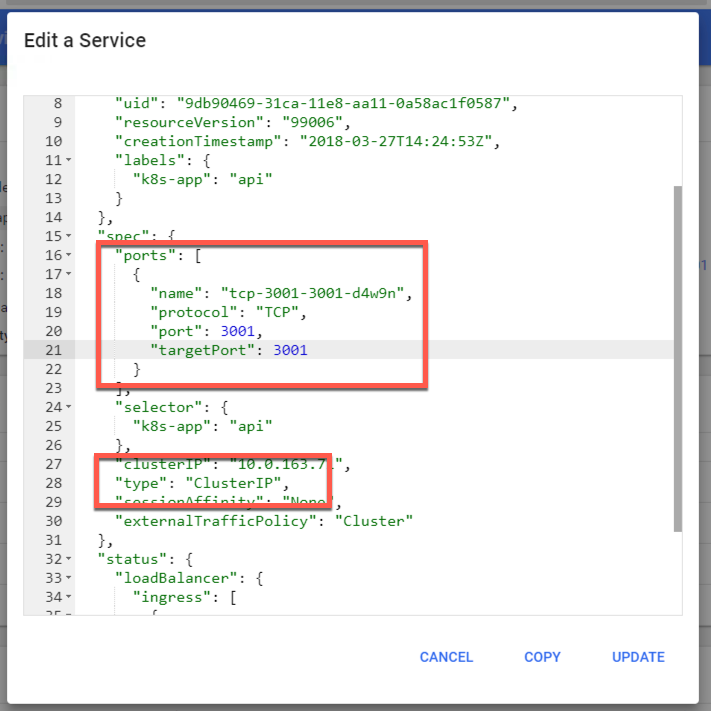 Edit a Service
8 "uid": "9db90469-31ca-11e8-aa11-0a58ac1f0587",
9 "resourceVersion": "99006",
10 "creationTimestamp": "2018-03-27T14:24:53Z",
11 "labels": {
12 "k8s-app": "api"
13 }
14 },
15 "spec": {
16 "ports": [
17 {
18 "name": "tcp-3001-3001-d4w9n",
19 "protocol": "TCP",
20 "port": 3001,
21 "targetPort": 3001
22 }
23 ],
24 "selector": {
25 "k8s-app": "api"
26 },
27 "clusterIP": "10.0.163.71",
28 "type": "ClusterIP",
29 "sessionAffinity": "None",
30 "externalTrafficPolicy": "Cluster"
31 },
32 "status": {
33 "loadBalancer": {
34 "ingress": [
35 {
CANCEL COPY UPDATE